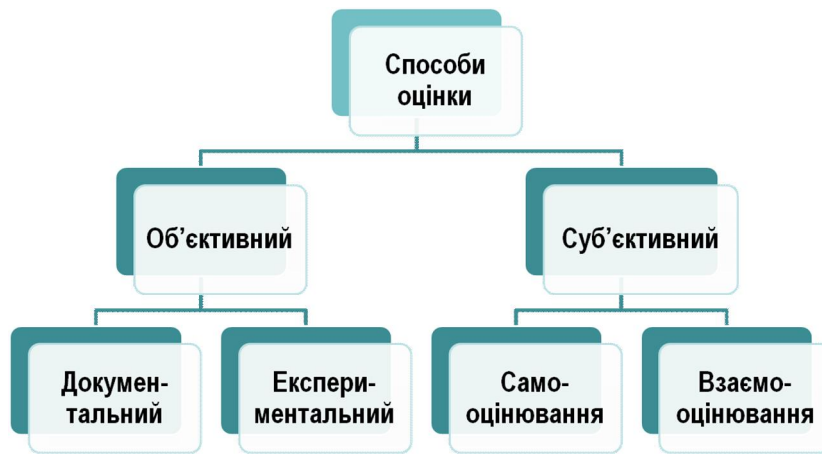 Способи
оцінки
Об’єктивний
Суб’єктивний
Докумен-
тальний
Експери-
ментальний
Само-
оцінювання
Взаємо-
оцінювання